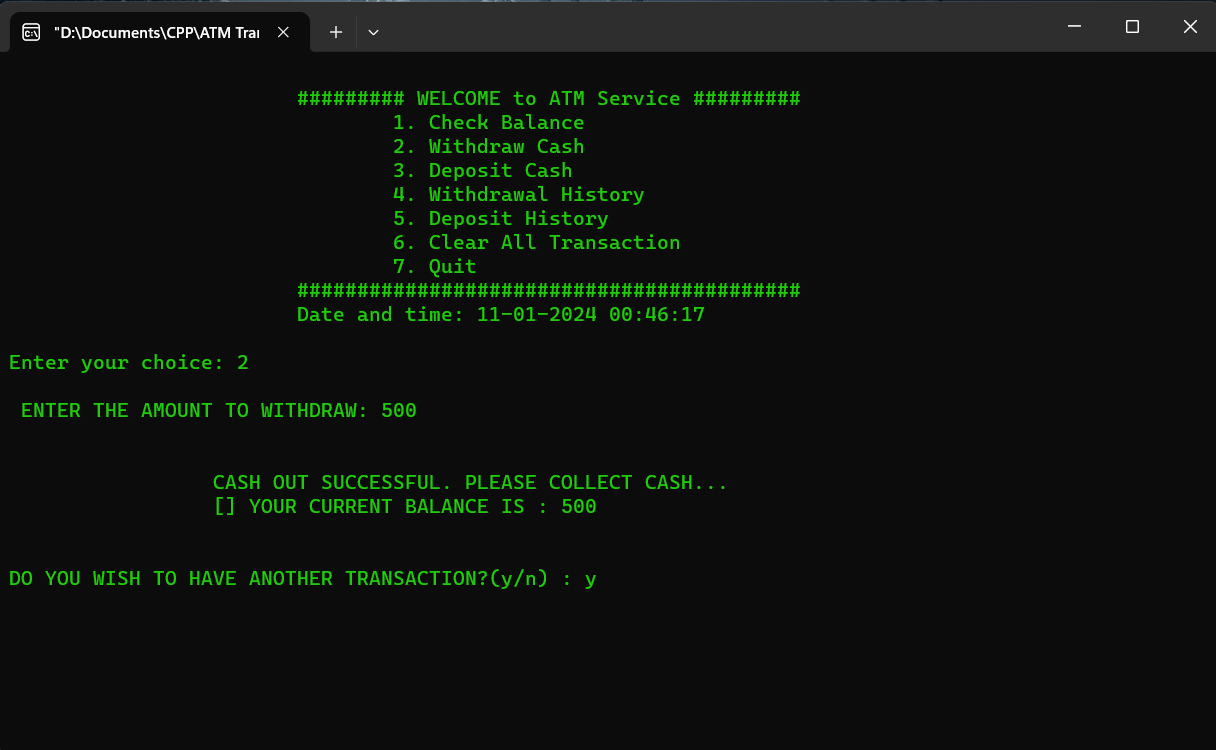 "D:\Documents\CPP\ATM Tra
######### WELCOME to ATM Service #########
1. Check Balance
2. Withdraw Cash
3. Deposit Cash
4. Withdrawal History
5. Deposit History
6. Clear All Transaction
7. Quit
##########################################
Date and time: 11-01-2024 00:46:17
Enter your choice: 2
ENTER THE AMOUNT TO WITHDRAW: 500
CASH OUT SUCCESSFUL. PLEASE COLLECT CASH...
[] YOUR CURRENT BALANCE IS : 500
DO YOU WISH TO HAVE ANOTHER TRANSACTION?(y/n) : y